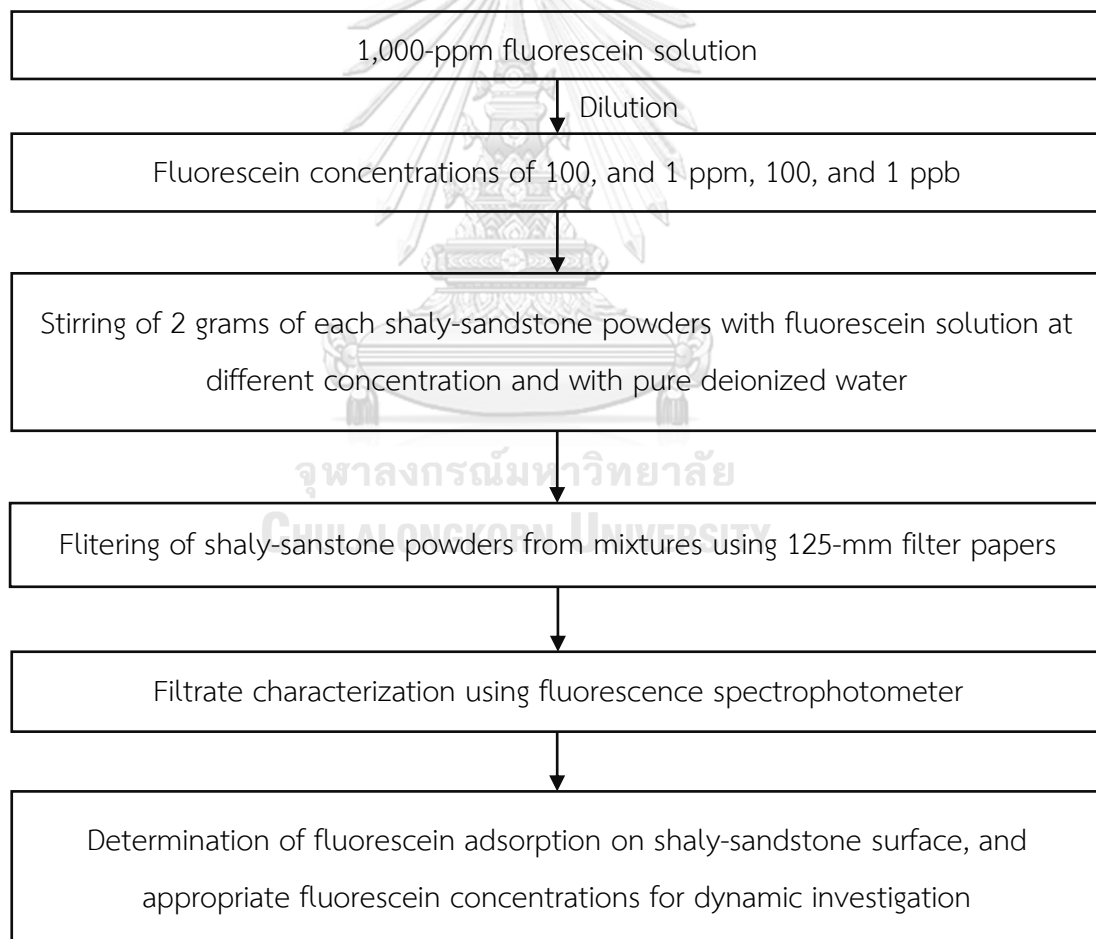 1,000-ppm fluorescein solution
Dilution
Fluorescein concentrations of 100, and 1 ppm, 100, and 1 ppb
Stirring of 2 grams of each shaly-sandstone powders with fluorescein solution at
different concentration and with pure deionized water
จุฬาลงกรณ์มหาวิทยาลัย
Flitering of shaly-sanstone powders from mixtures using 125-mm filter papers
CHULALONGKORN UNIVERSITY
Filtrate characterization using fluorescence spectrophotometer
Determination of fluorescein adsorption on shaly-sandstone surface, and
appropriate fluorescein concentrations for dynamic investigation